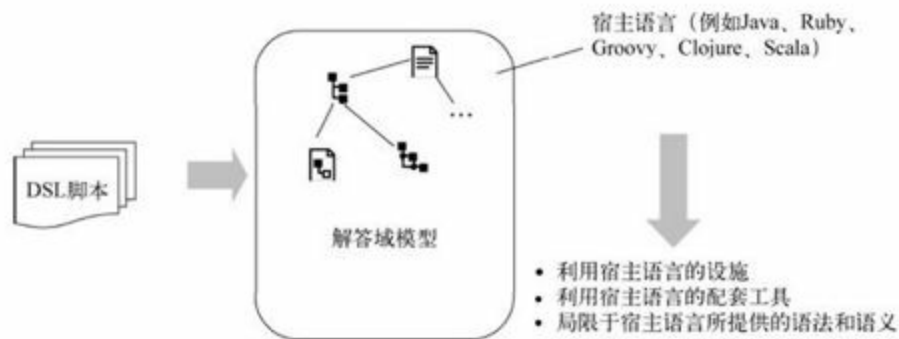 宿主语言（例如Java、Ruby、
Groovy、Clojure、Scala）
...
DSL脚本
解答域模型
• 利用宿主语言的设施
• 利用宿主语言的配套工具
• 局限于宿主语言所提供的语法和语义